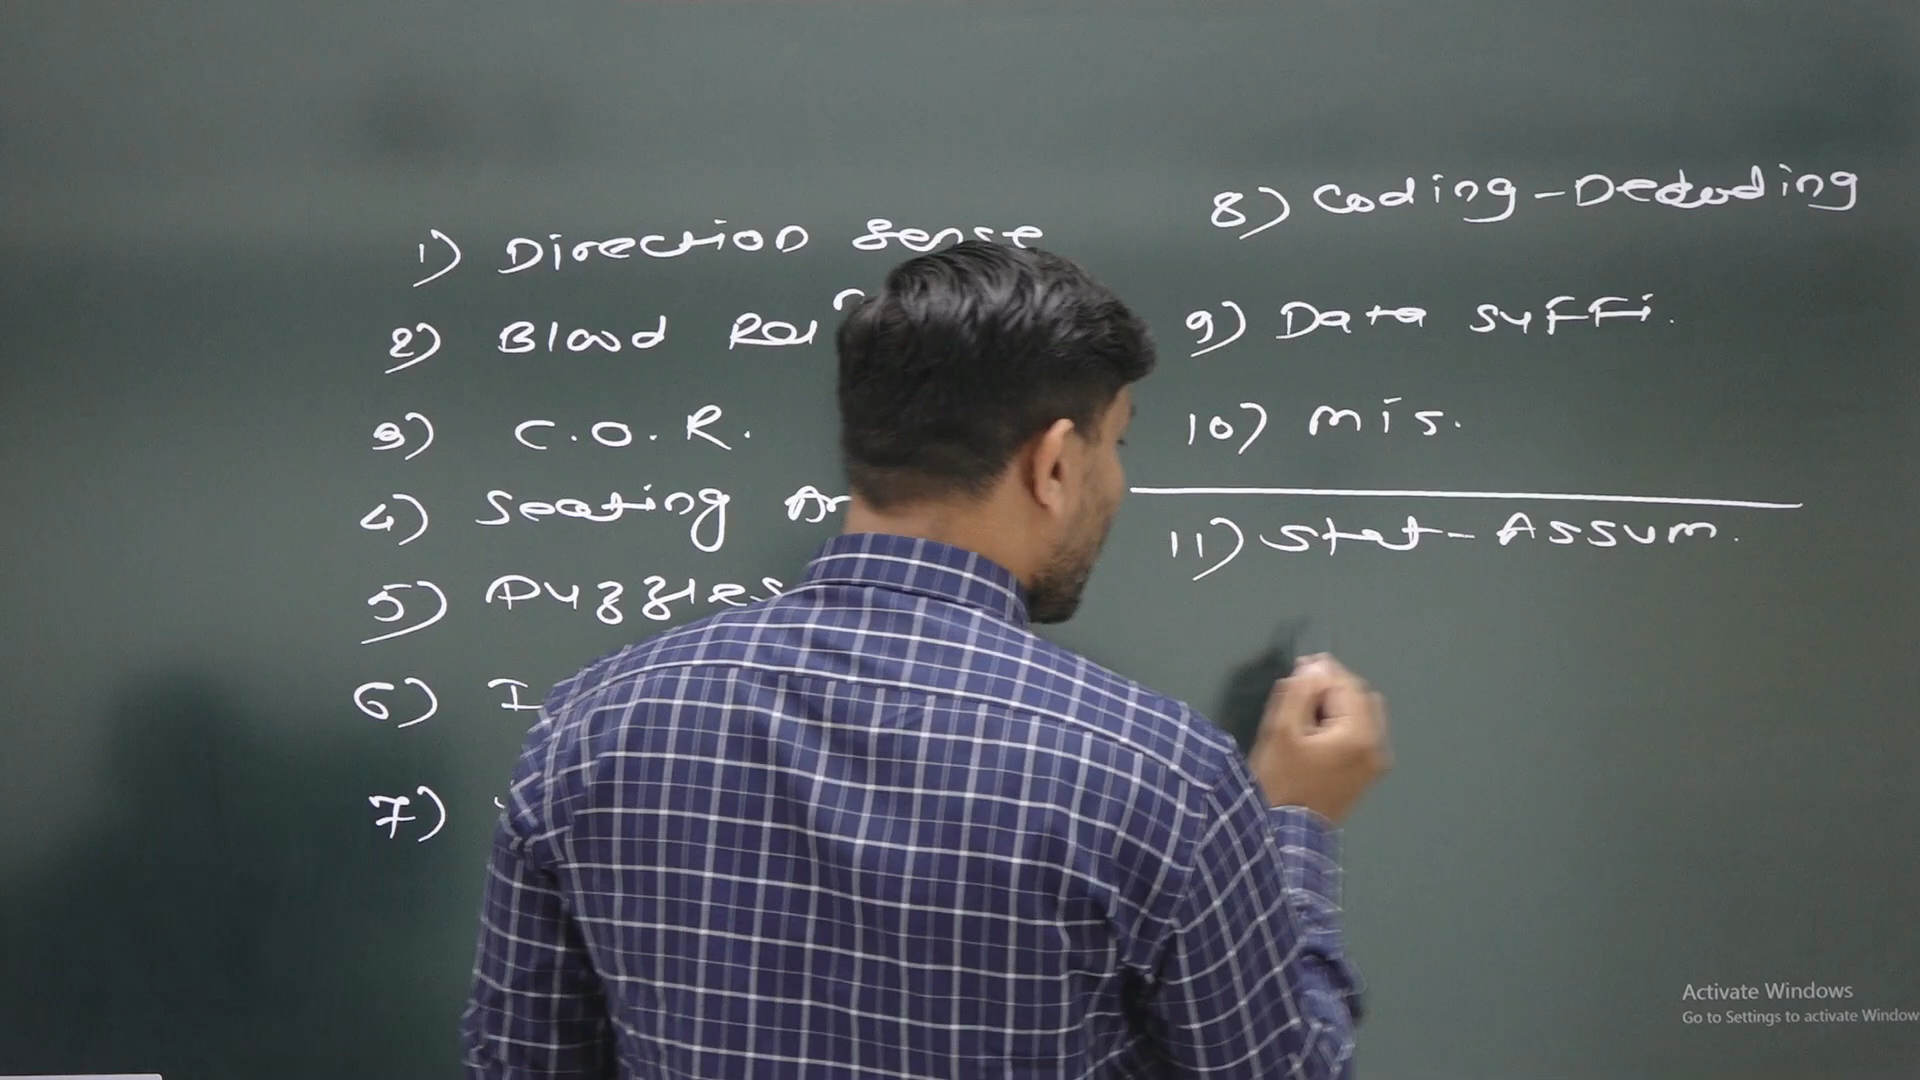 1) Direction Sense
2) Blood Rel
3) C.O.R.
4) Seating Ar
5) Puzzles
6) I
7)
8) Coding-Decoding
9) Data suffi.
10) Mis.
11) Stat-Assum.
Activate Windows
Go to Settings to activate Window